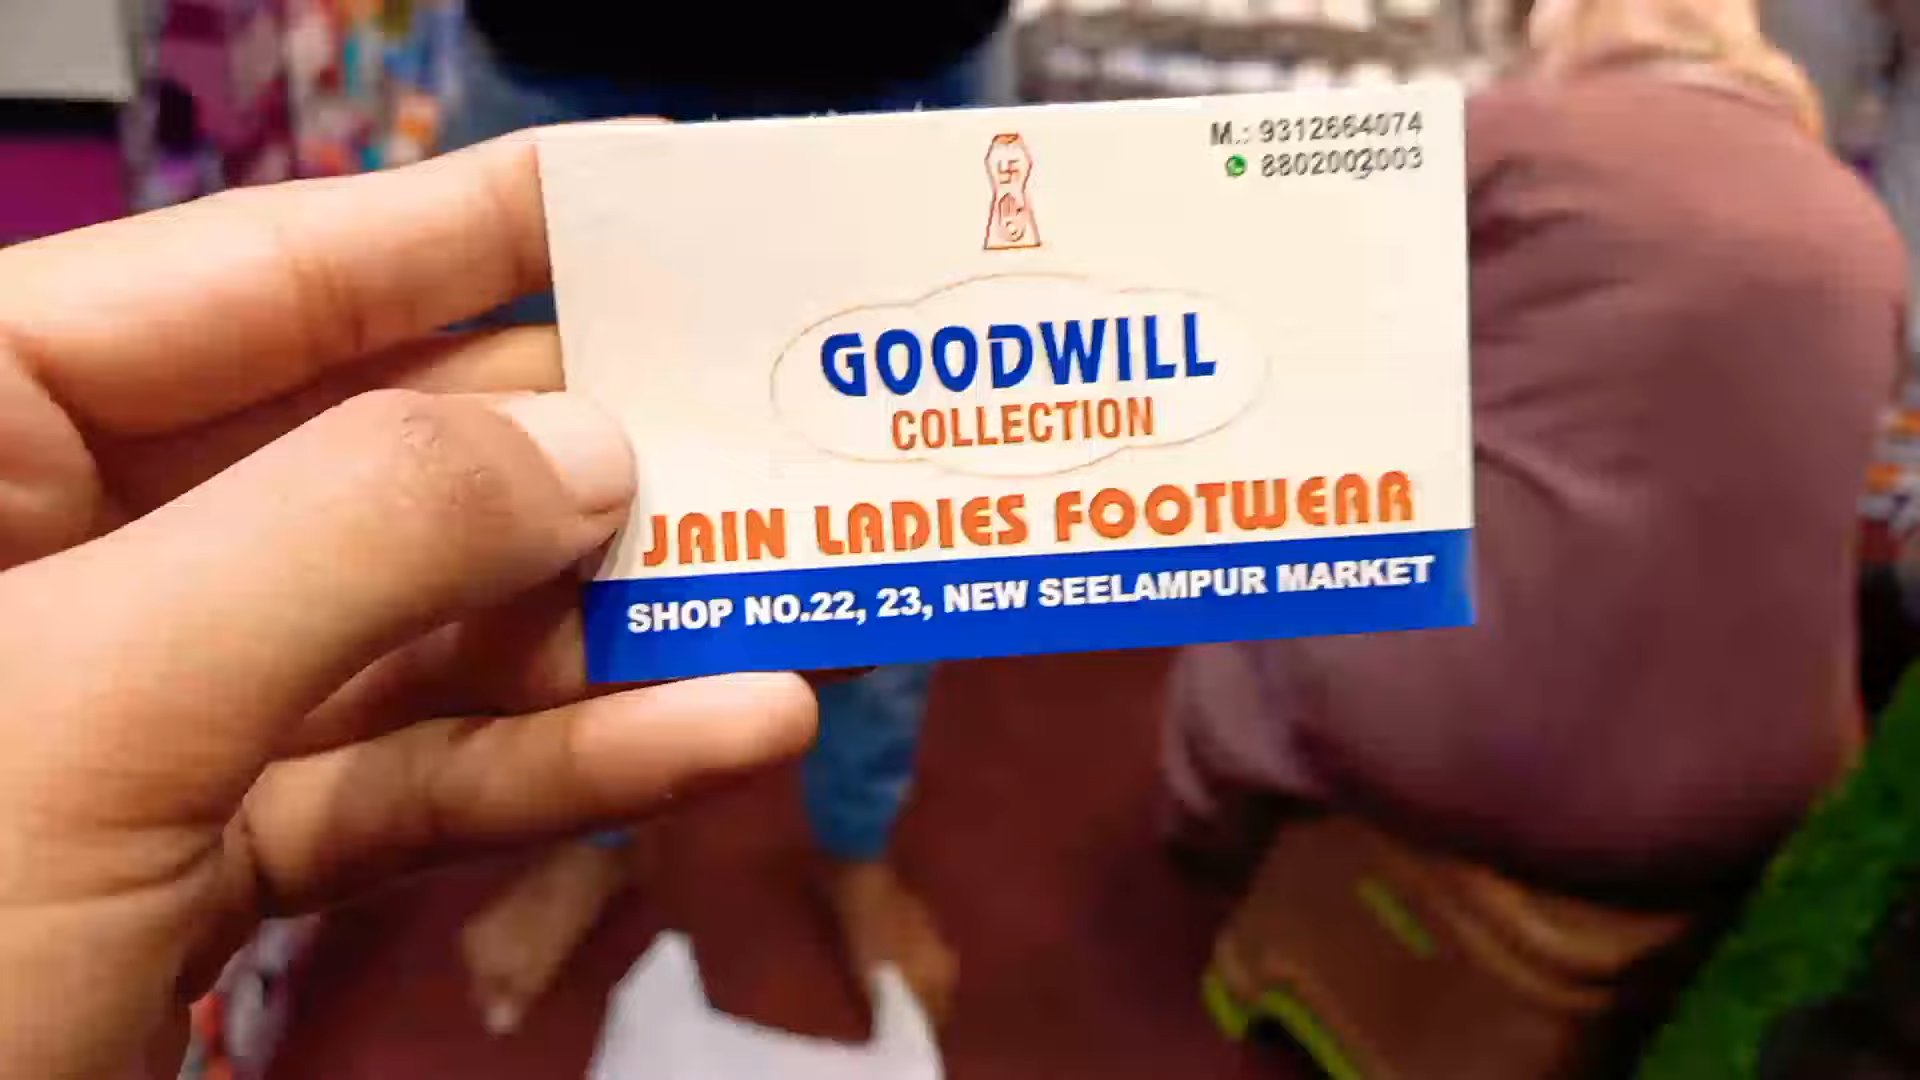 M.: 9312664074
8802002003
GOODWILL
COLLECTION
JAIN LADIES FOOTWEAR
SHOP NO.22, 23, NEW SEELAMPUR MARKET